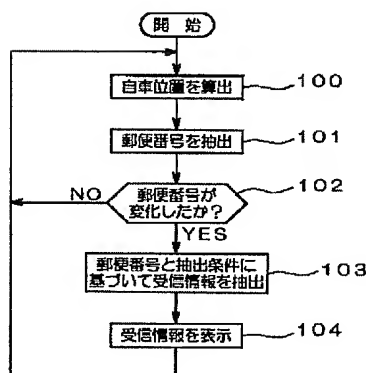 開始
自車位置を算出
100
郵便番号を抽出
101
郵便番号が
変化したか？
102
NO
YES
郵便番号と抽出条件に
基づいて受信情報を抽出
103
受信情報を表示
104